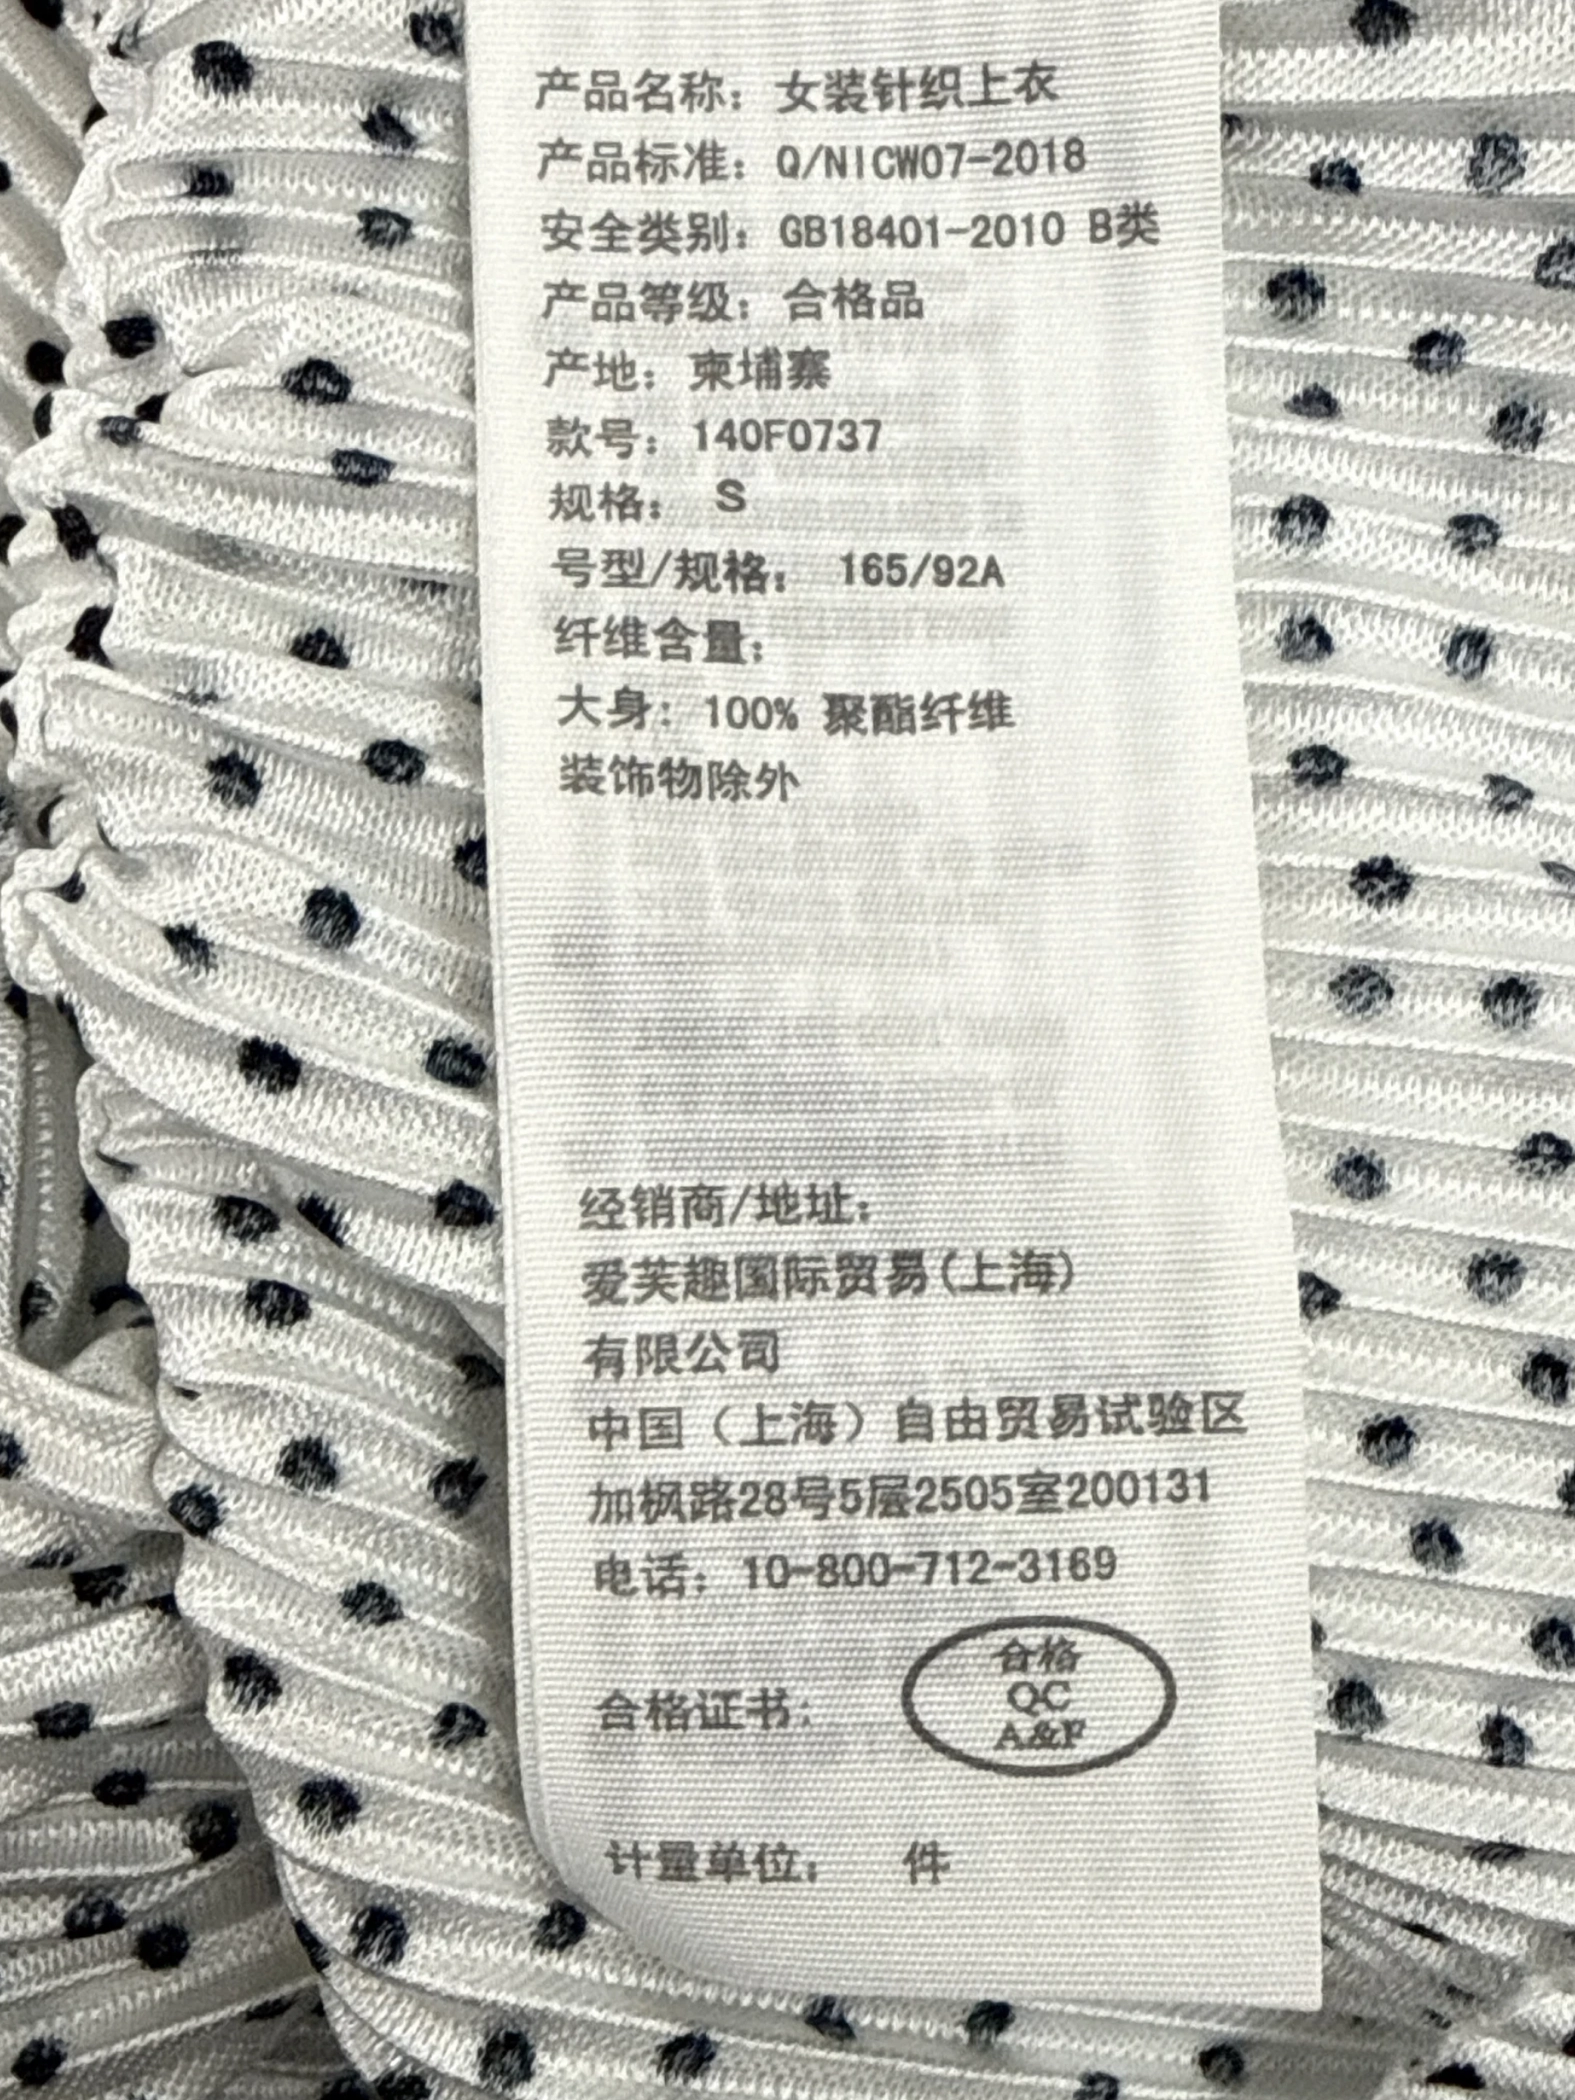 产品名称：女装针织上衣
产品标准：Q/NICW07-2018
安全类别：GB18401-2010 B类
产品等级：合格品
产地：柬埔寨
款号：140F0737
规格： S
号型/规格： 165/92A
纤维含量：
大身：100% 聚酯纤维
装饰物除外
经销商/地址：
爱芙趣国际贸易(上海)
有限公司
中国（上海）自由贸易试验区
加枫路28号5层2505室200131
电话：10-800-712-3169
合格
QC
A&F
合格证书：
计量单位： 件